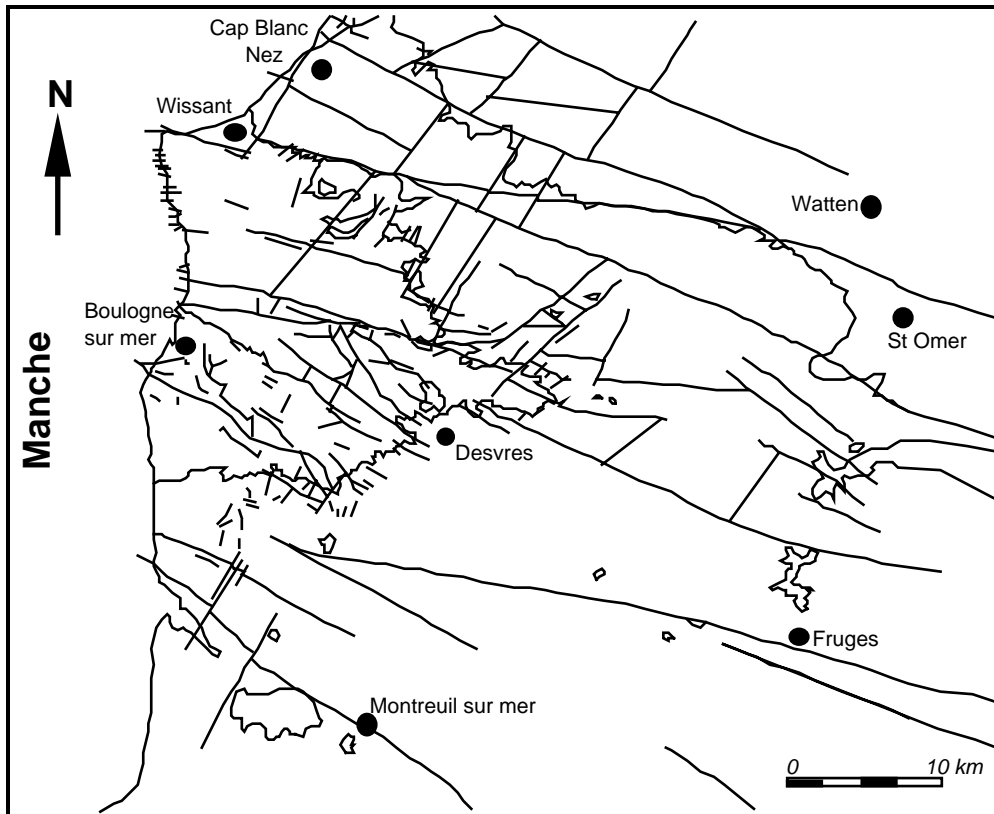 Cap Blanc
Nez
N
Wissant
Watten
Boulogne
sur mer
St Omer
Manche
Desvres
Fruges
Montreuil sur mer
0 10 km